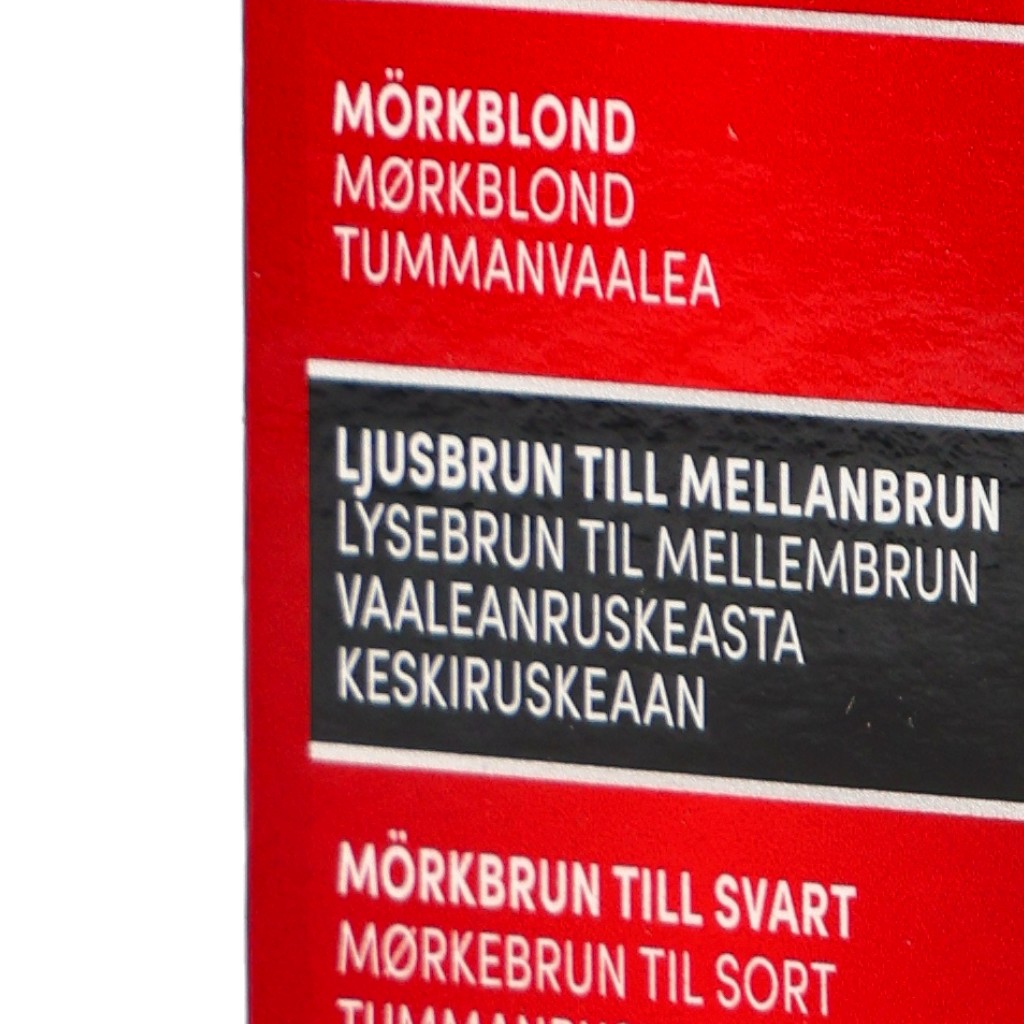 MÖRKBLOND
MØRKBLOND
TUMMANVAALEA
LJUSBRUN TILL MELLANBRUN
LYSEBRUN TIL MELLEMBRUN
VAALEANRUSKEASTA
KESKIRUSKEAAN
MÖRKBRUN TILL SVART
MØRKEBRUN TIL SORT